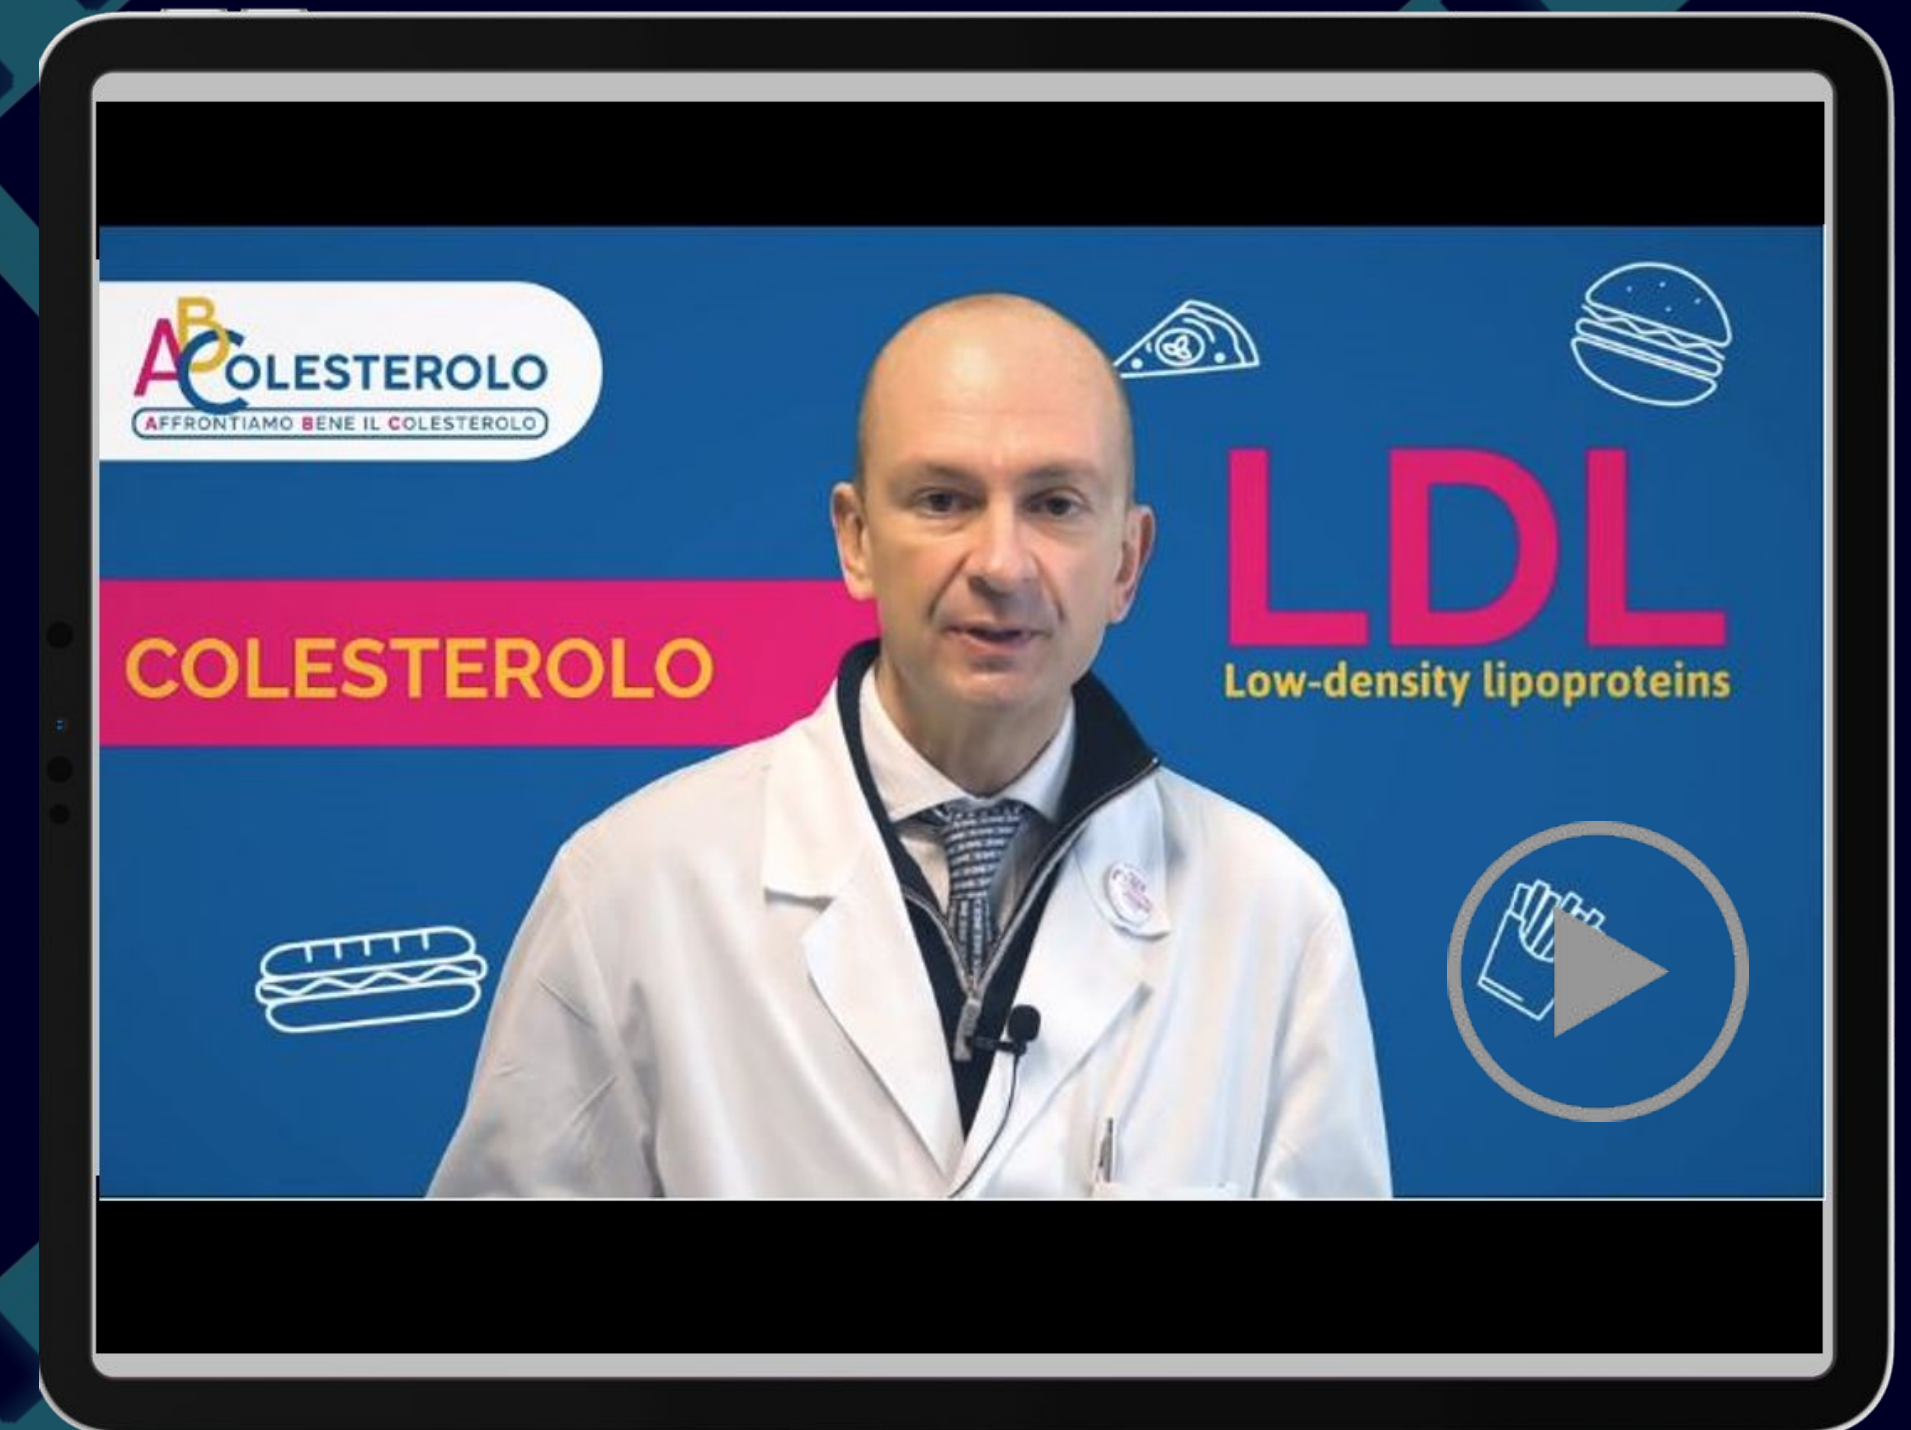 ABCOLESTEROLO
AFFRONTIAMO BENE IL COLESTEROLO
LDL
COLESTEROLO
Low-density lipoproteins